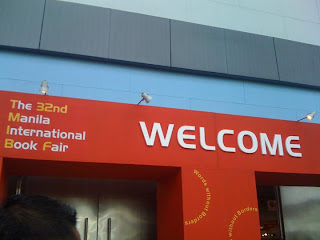 The 32nd
Manila
International
Book Fair
WELCOME
Words without Borders
without Borders